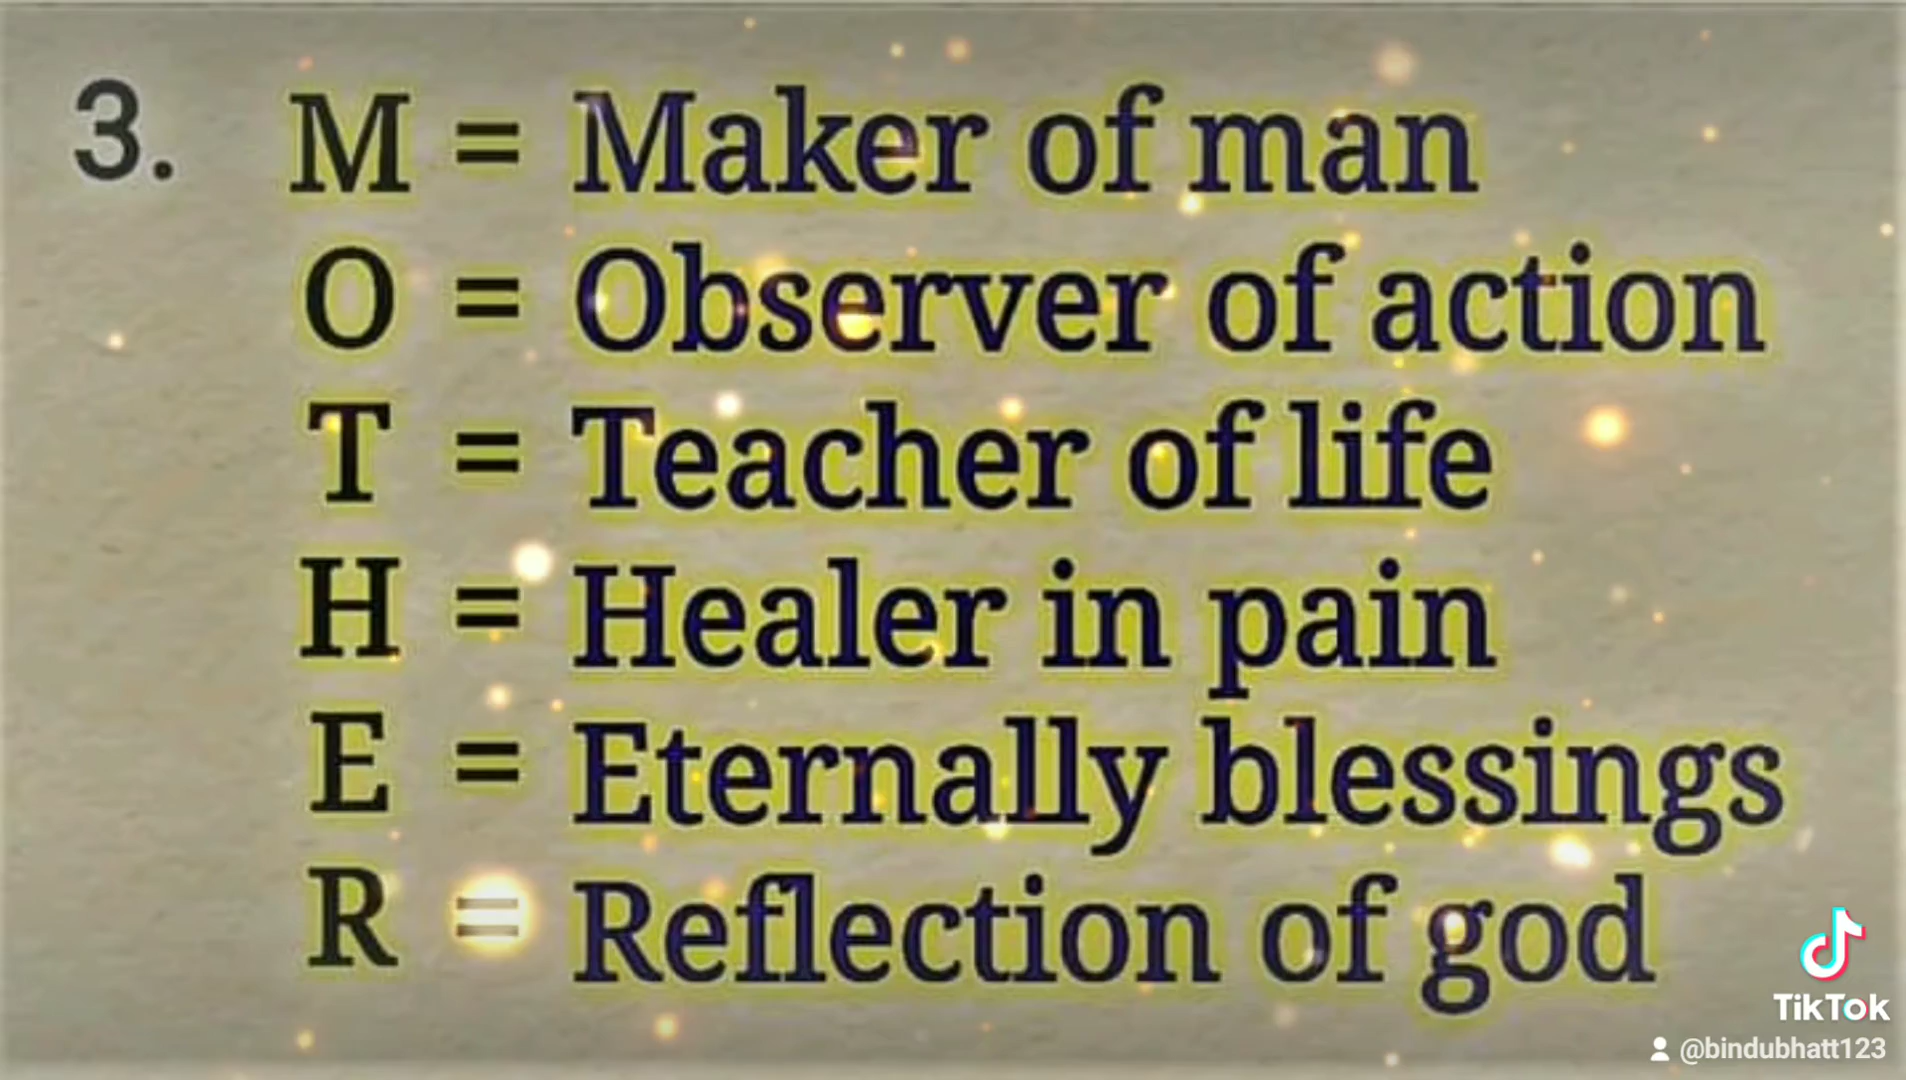 3. M = Maker of man
O = Observer of action
T = Teacher of life
H = Healer in pain
E = Eternally blessings
R = Reflection of god
TikTok
@bindubhatt123